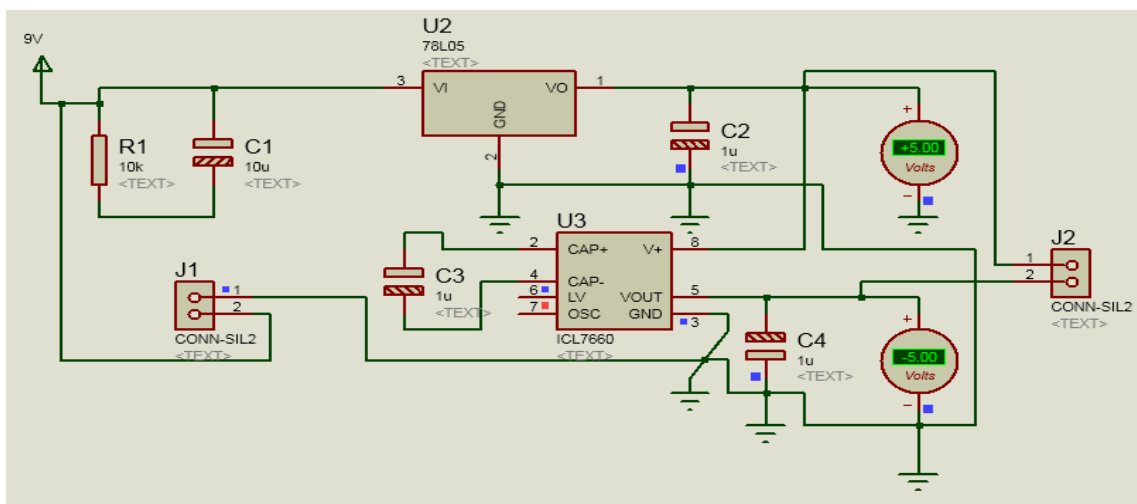 9V
U2
78L05
<TEXT>
3
VI
VO
1
GND
2
R1
10k
<TEXT>
C1
10u
<TEXT>
C2
1u
<TEXT>
+
+5.00
Volts
−
U3
2
CAP+
V+
8
4
CAP-
6
LV
VOUT
5
7
OSC
GND
3
ICL7660
<TEXT>
C3
1u
<TEXT>
J1
1
2
CONN-SIL2
<TEXT>
C4
1u
<TEXT>
+
-5.00
Volts
−
J2
1
2
CONN-SIL2
<TEXT>